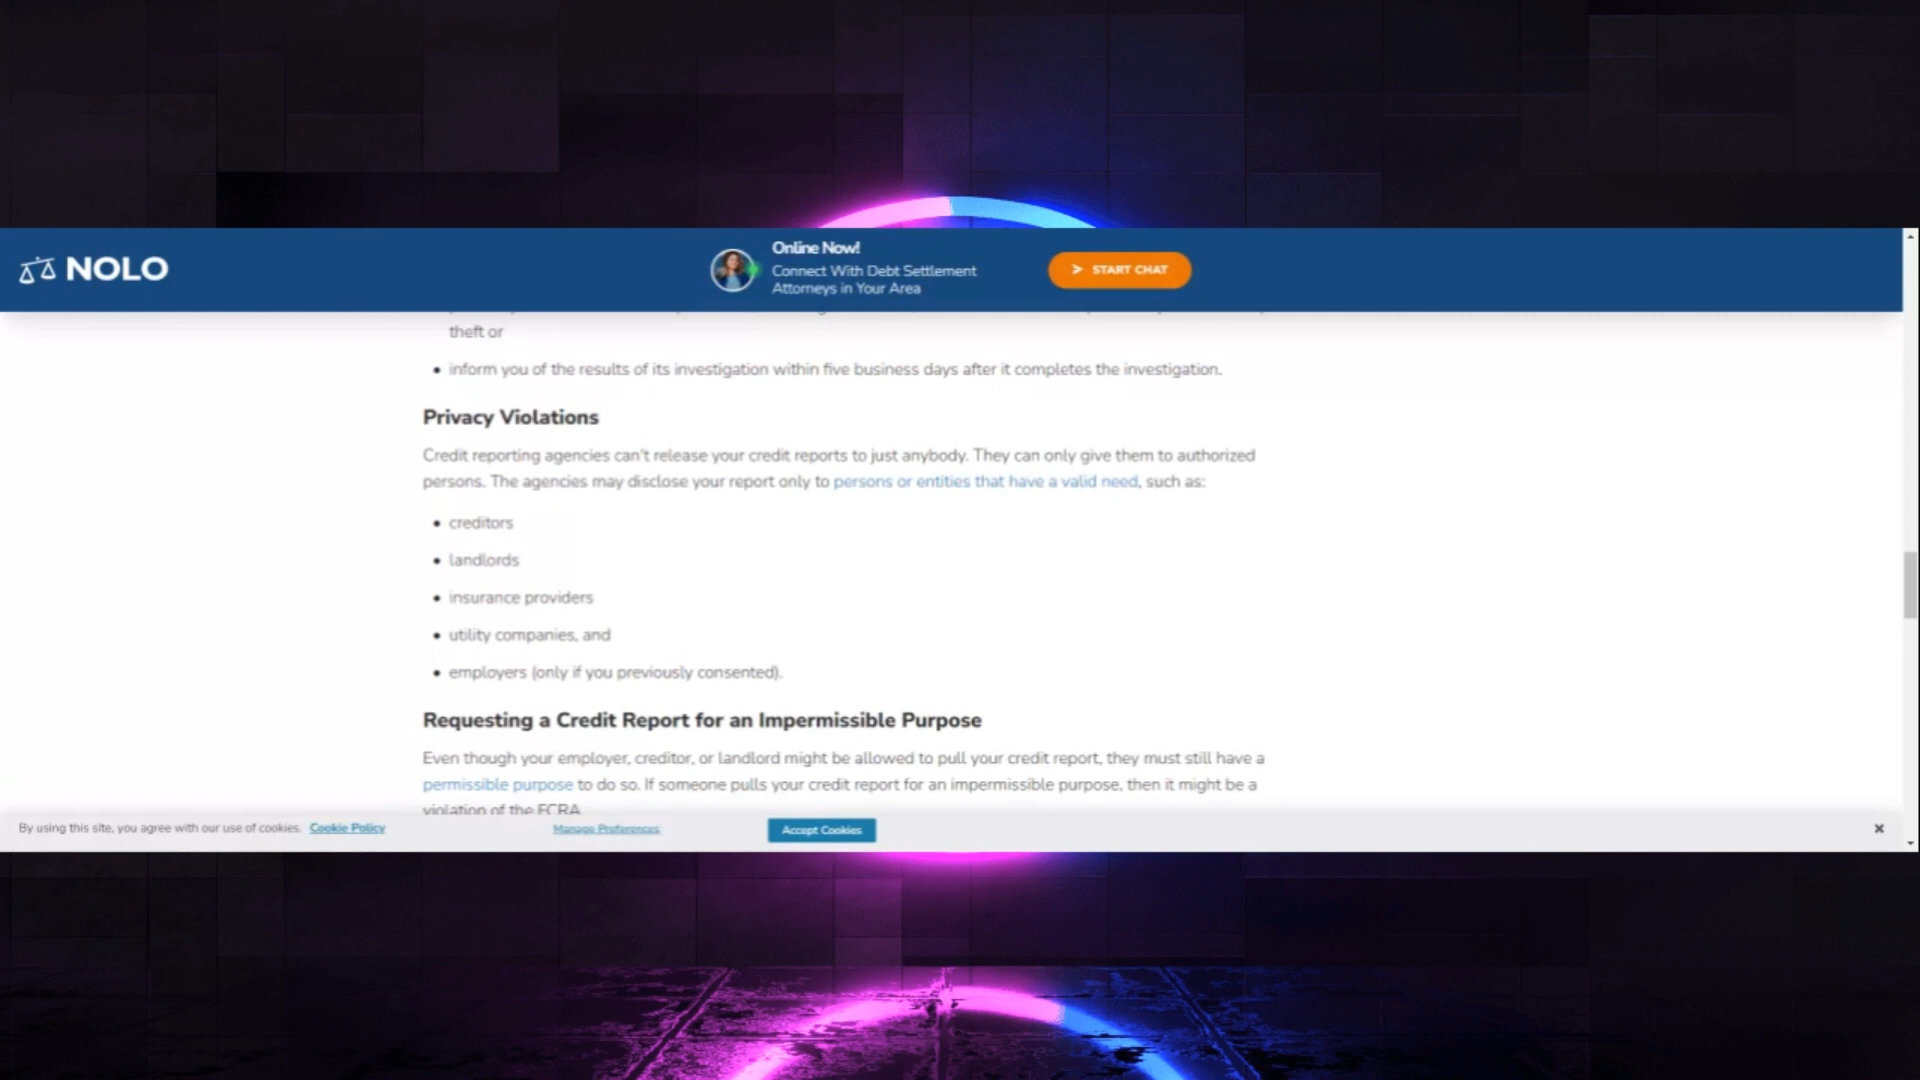 NOLO
Online Now!
Connect With Debt Settlement
Attorneys in Your Area
> START CHAT
theft or
• inform you of the results of its investigation within five business days after it completes the investigation.
Privacy Violations
Credit reporting agencies can't release your credit reports to just anybody. They can only give them to authorized
persons. The agencies may disclose your report only to persons or entities that have a valid need, such as:
• creditors
• landlords
• insurance providers
• utility companies, and
• employers (only if you previously consented).
Requesting a Credit Report for an Impermissible Purpose
Even though your employer, creditor, or landlord might be allowed to pull your credit report, they must still have a
permissible purpose to do so. If someone pulls your credit report for an impermissible purpose, then it might be a
violation of the FCRA
By using this site, you agree with our use of cookies. Cookie Policy
Manage Preferences
Accept Cookies
×